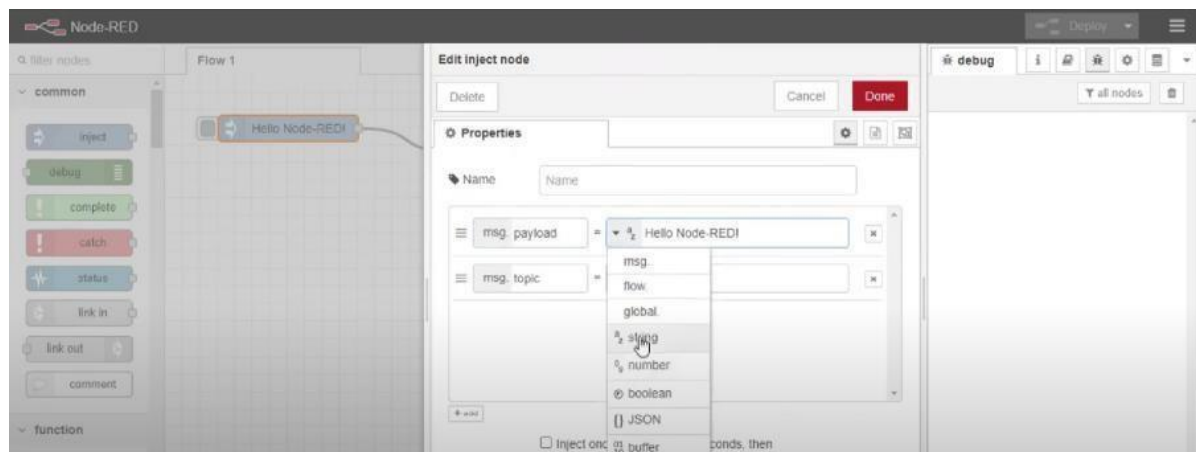 Node-RED
Deploy
filter nodes
Flow 1
Edit inject node
debug
common
Delete
Cancel
Done
all nodes
inject
Hello Node-RED!
Properties
debug
Name
Name
complete
msg. payload
=
Hello Node-RED!
catch
msg.
status
msg. topic
=
flow.
link in
global.
string
link out
number
comment
boolean
+ add
{} JSON
function
Inject onc
buffer
conds, then